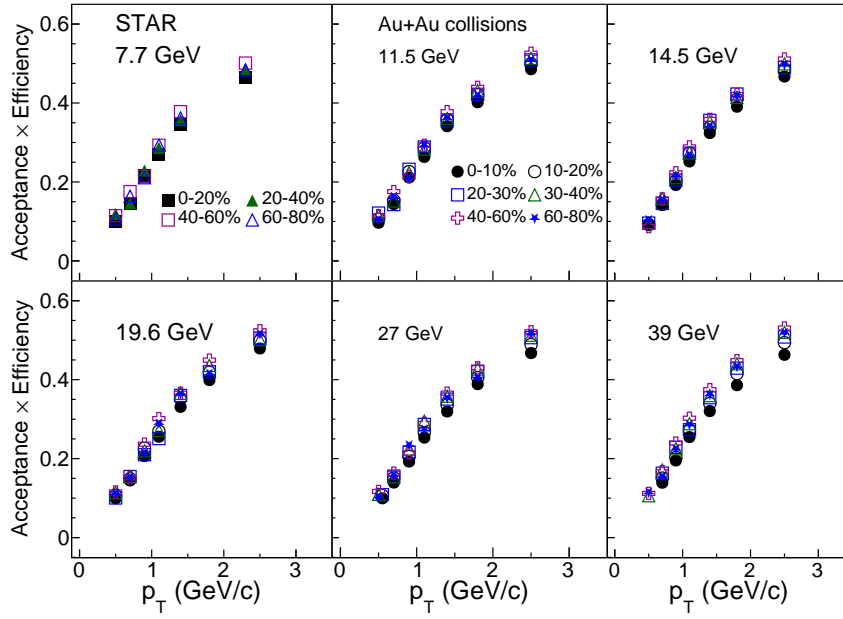 STAR
7.7 GeV
Au+Au collisions
11.5 GeV
14.5 GeV
0.6
0.4
0.2
0
Acceptance × Efficiency
0-20% 20-40%
40-60% 60-80%
0-10% 10-20%
20-30% 30-40%
40-60% 60-80%
19.6 GeV
27 GeV
39 GeV
0.6
0.4
0.2
0
Acceptance × Efficiency
0 1 2 3
0 1 2 3
0 1 2 3
p_T (GeV/c)
p_T (GeV/c)
p_T (GeV/c)